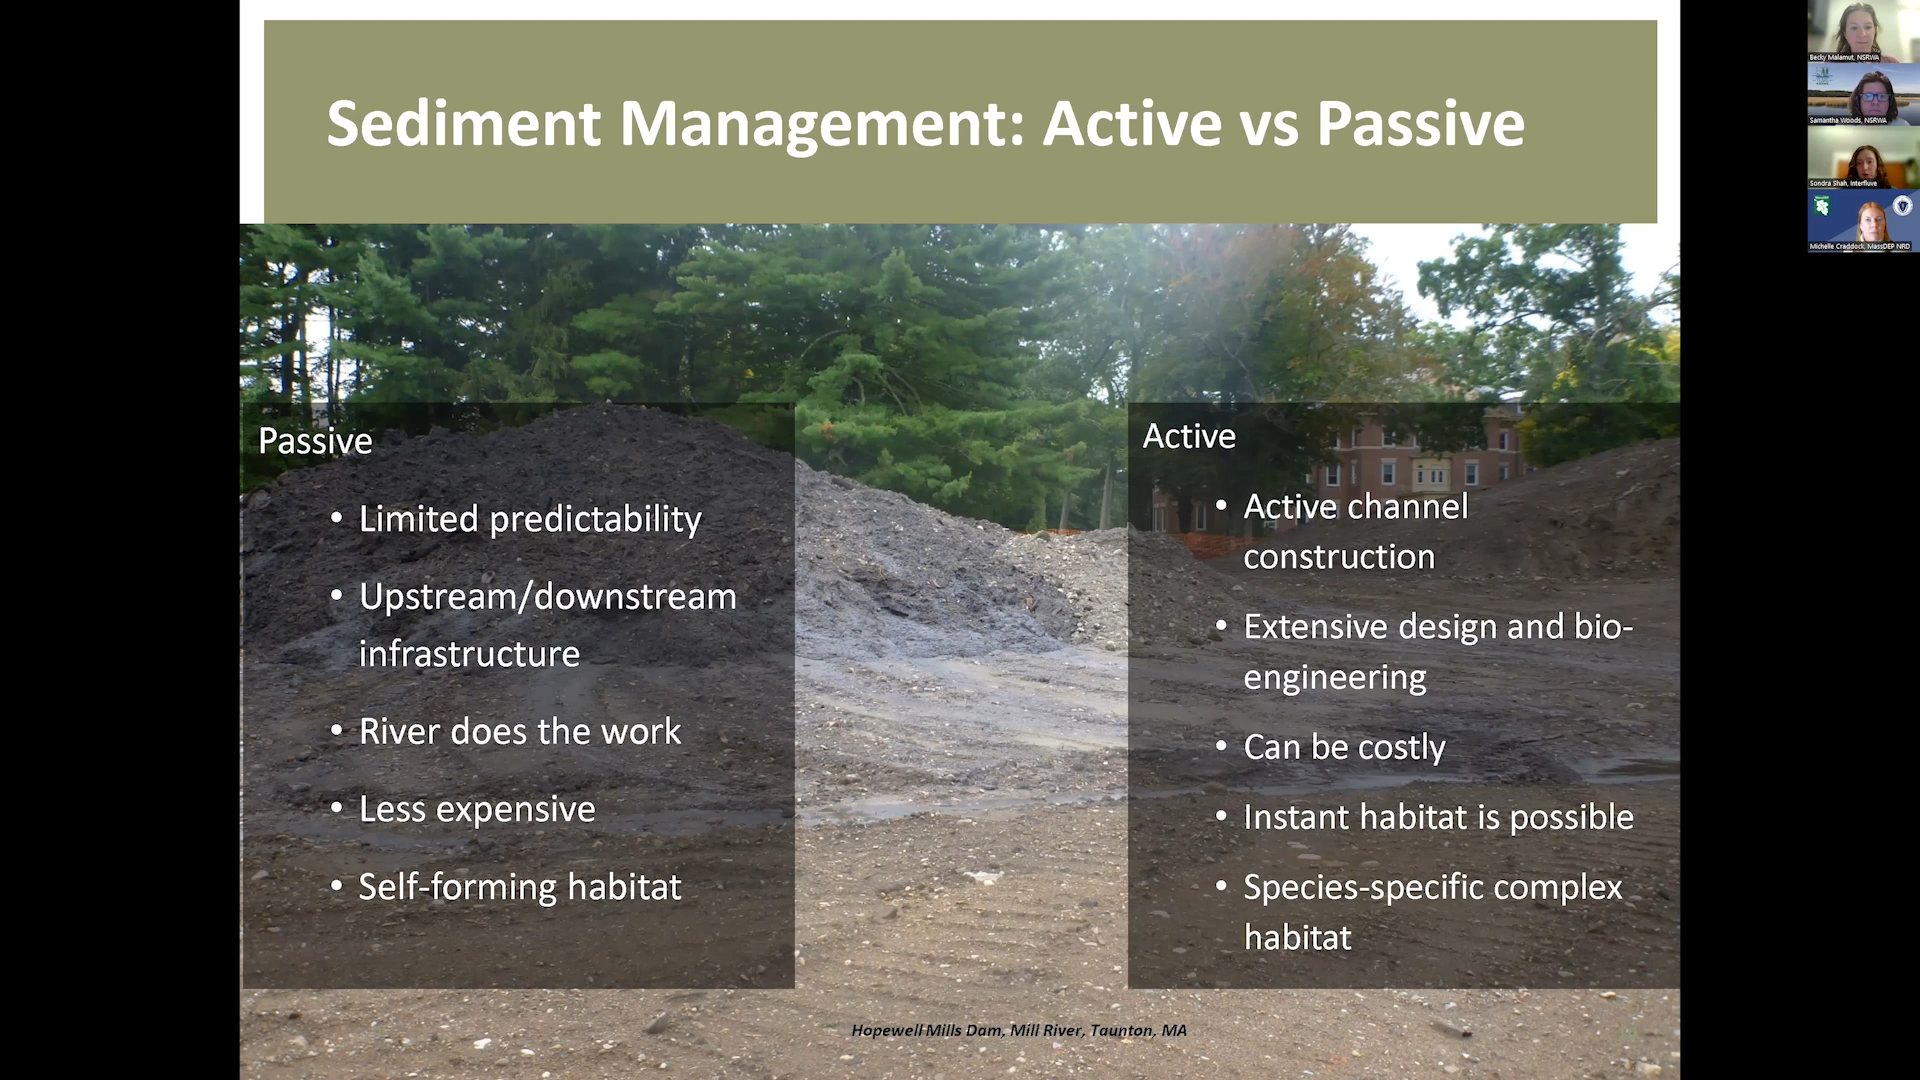 Sediment Management: Active vs Passive
Passive
• Limited predictability
• Upstream/downstream
infrastructure
• River does the work
• Less expensive
• Self-forming habitat
Active
• Active channel
construction
• Extensive design and bio-
engineering
• Can be costly
• Instant habitat is possible
• Species-specific complex
habitat
Hopewell Mills Dam, Mill River, Taunton, MA
Becky Malamut, NSRWA
Samantha Woods, NSRWA
Sondra Shah, Interfluve
Michelle Craddock, MassDEP NRD